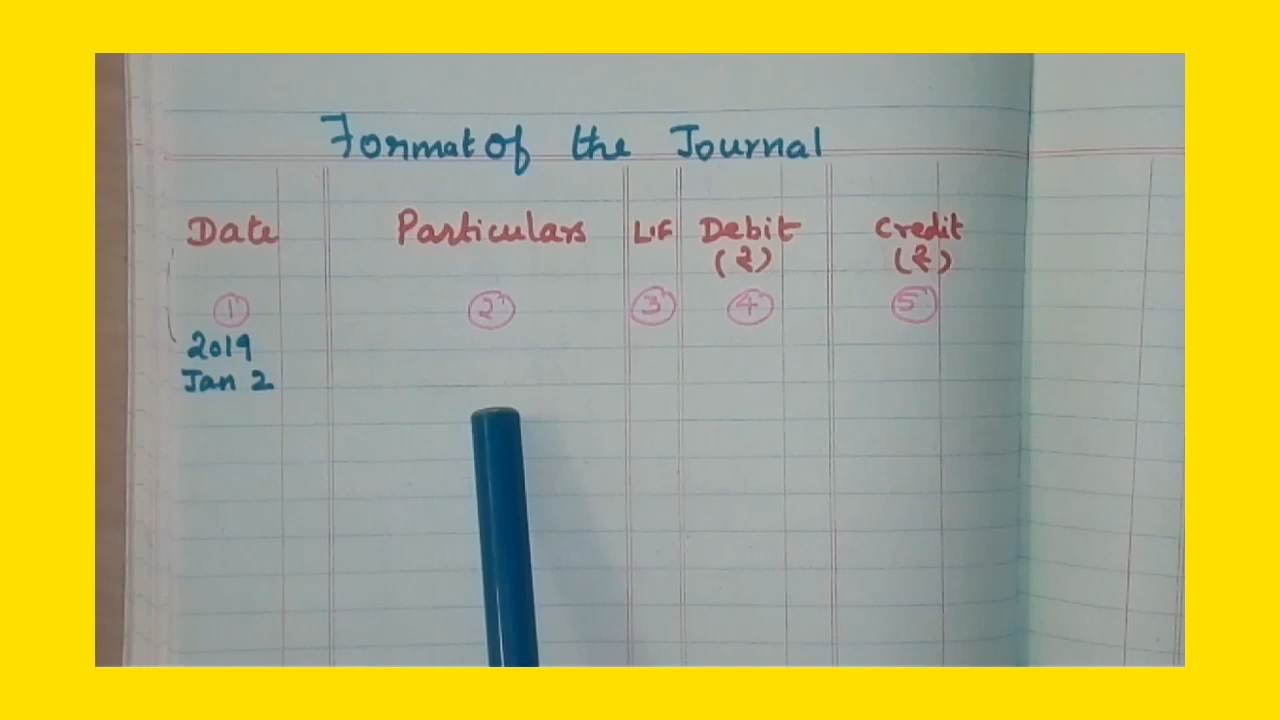 Format of the Journal
Date Particulars L.F Debit Credit
(₹) (₹)
1 2 3 4 5
2019
Jan 2